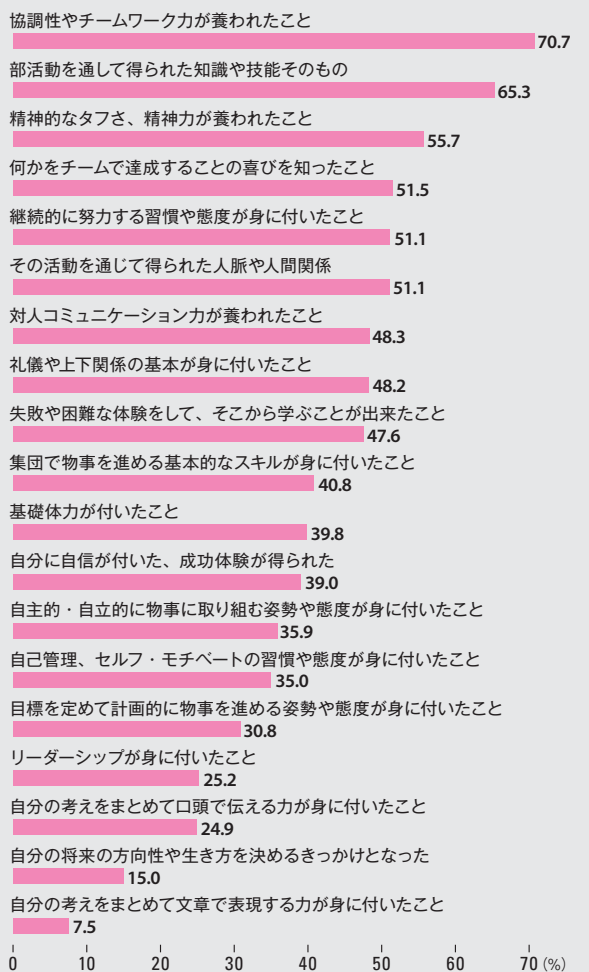 協調性やチームワーク力が養われたこと
70.7
部活動を通して得られた知識や技能そのもの
65.3
精神的なタフさ、精神力が養われたこと
55.7
何かをチームで達成することの喜びを知ったこと
51.5
継続的に努力する習慣や態度が身に付いたこと
51.1
その活動を通じて得られた人脈や人間関係
51.1
対人コミュニケーション力が養われたこと
48.3
礼儀や上下関係の基本が身に付いたこと
48.2
失敗や困難な体験をして、そこから学ぶことが出来たこと
47.6
集団で物事を進める基本的なスキルが身に付いたこと
40.8
基礎体力が付いたこと
39.8
自分に自信が付いた、成功体験が得られた
39.0
自主的・自立的に物事に取り組む姿勢や態度が身に付いたこと
35.9
自己管理、セルフ・モチベートの習慣や態度が身に付いたこと
35.0
目標を定めて計画的に物事を進める姿勢や態度が身に付いたこと
30.8
リーダーシップが身に付いたこと
25.2
自分の考えをまとめて口頭で伝える力が身に付いたこと
24.9
自分の将来の方向性や生き方を決めるきっかけとなった
15.0
自分の考えをまとめて文章で表現する力が身に付いたこと
7.5
0 10 20 30 40 50 60 70 (%)